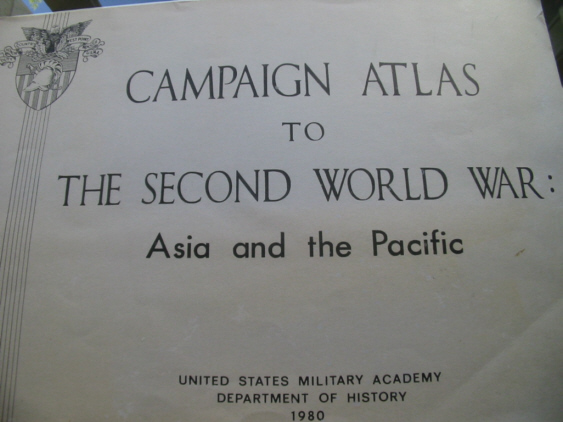 CAMPAIGN ATLAS
TO
THE SECOND WORLD WAR:
Asia and the Pacific
UNITED STATES MILITARY ACADEMY
DEPARTMENT OF HISTORY
1980